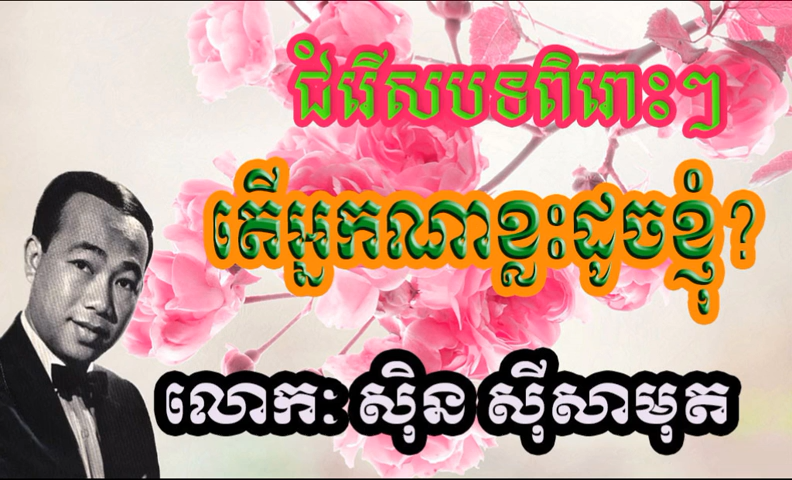 ជំរើសបទពិរោះៗ
តើអ្នកណាខ្លះដូចខ្ញុំ?
លោកៈ ស៊ិន ស៊ីសាមុត